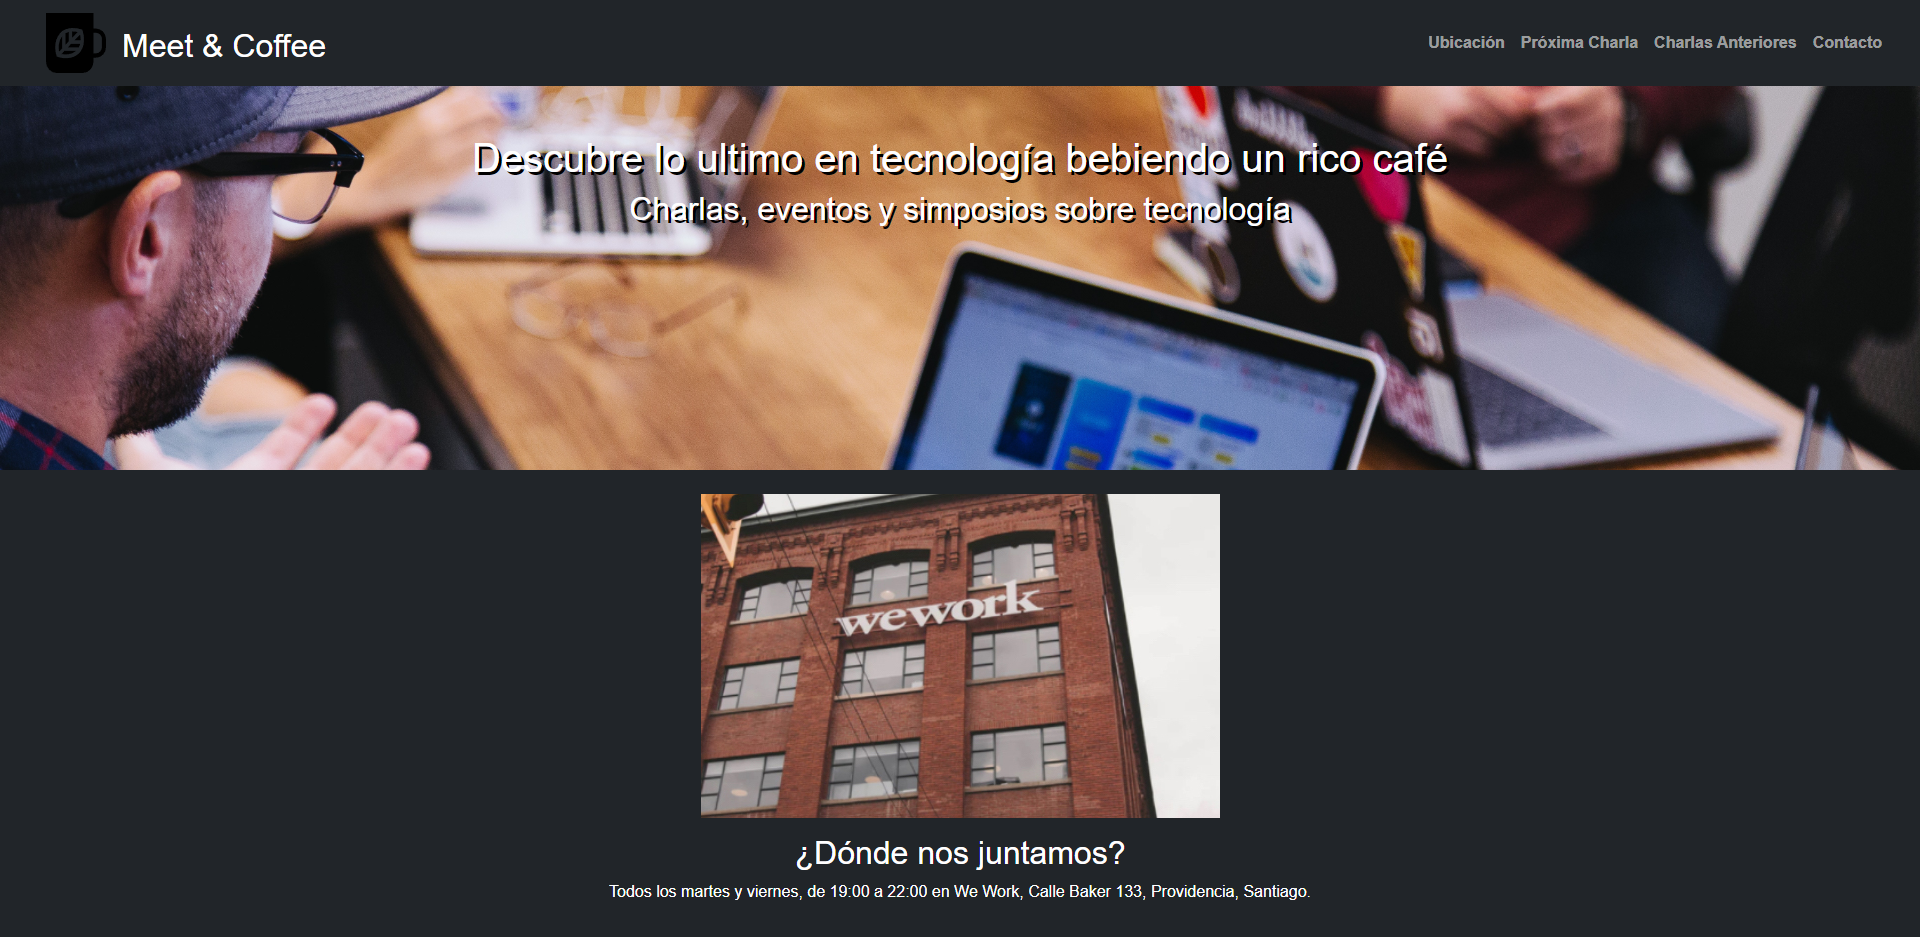 Meet & Coffee
Ubicación Próxima Charla Charlas Anteriores Contacto
Descubre lo ultimo en tecnología bebiendo un rico café
Charlas, eventos y simposios sobre tecnología
wework
¿Dónde nos juntamos?
Todos los martes y viernes, de 19:00 a 22:00 en We Work, Calle Baker 133, Providencia, Santiago.